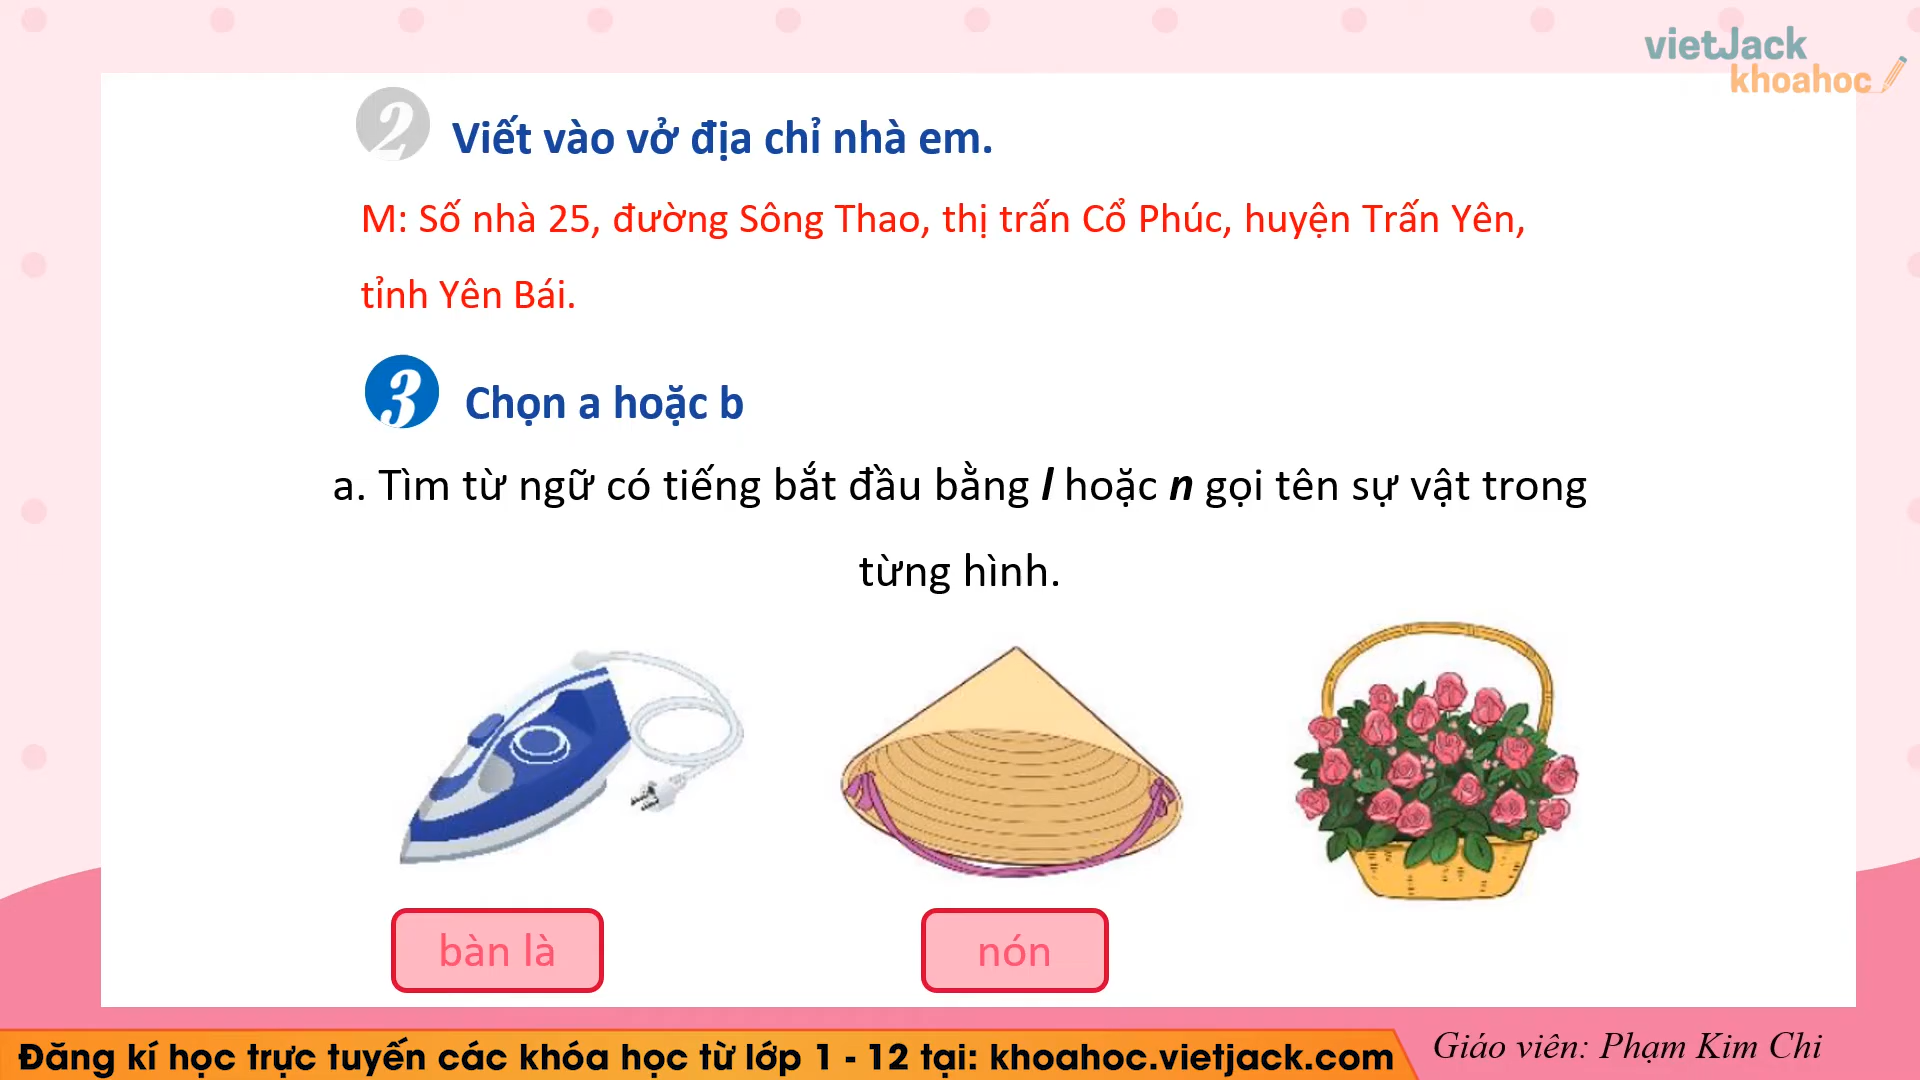 vietJack
khoahoc
2 Viết vào vở địa chỉ nhà em.
M: Số nhà 25, đường Sông Thao, thị trấn Cổ Phúc, huyện Trấn Yên,
tỉnh Yên Bái.
3 Chọn a hoặc b
a. Tìm từ ngữ có tiếng bắt đầu bằng l hoặc n gọi tên sự vật trong
từng hình.
bàn là
nón
Đăng kí học trực tuyến các khóa học từ lớp 1 - 12 tại: khoahoc.vietjack.com
Giáo viên: Phạm Kim Chi